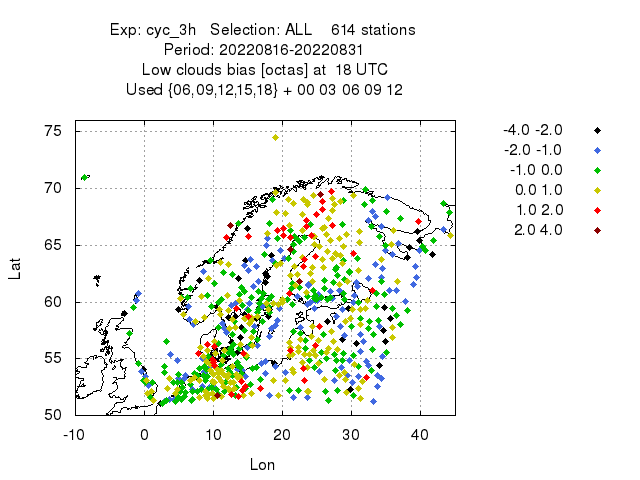 Exp: cyc_3h   Selection: ALL    614 stations
Period: 20220816-20220831
Low clouds bias [octas] at  18 UTC
Used {06,09,12,15,18} + 00 03 06 09 12
75
70
65
60
55
50
-10 0 10 20 30 40
Lat
Lon
-4.0 -2.0
-2.0 -1.0
-1.0 0.0
0.0 1.0
1.0 2.0
2.0 4.0